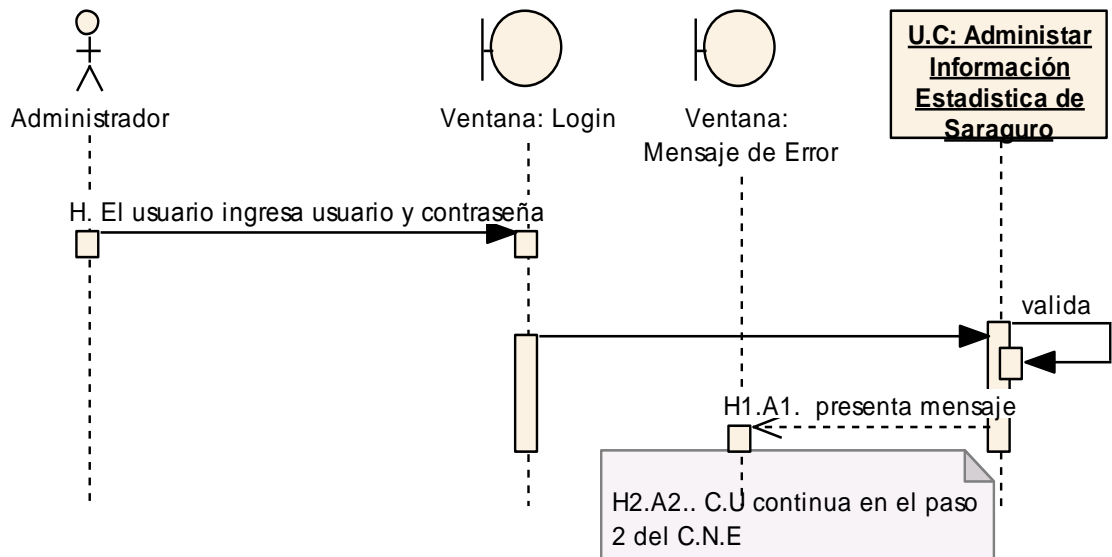 Administrador
Ventana: Login
Ventana:
Mensaje de Error
U.C: Administar
Información
Estadistica de
Saraguro
H. El usuario ingresa usuario y contraseña
valida
H1.A1.  presenta mensaje
H2.A2.. C.U continua en el paso
2 del C.N.E